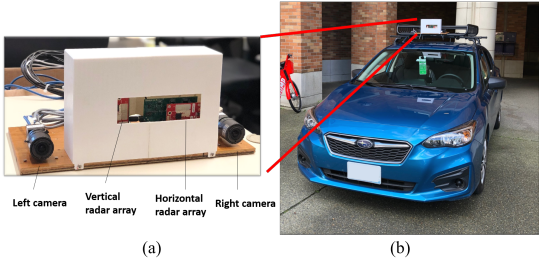 Left camera
Vertical
radar array
Horizontal
radar array
Right camera
(a)
(b)